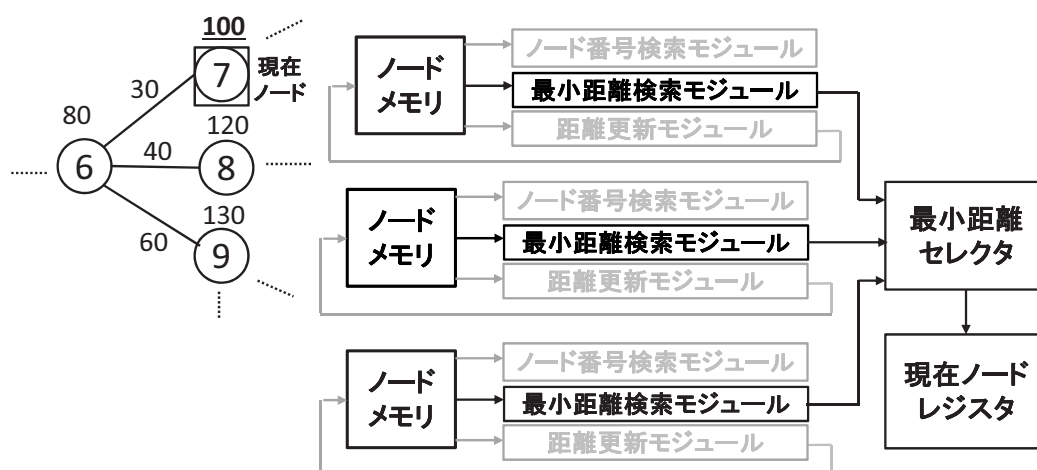 100
7
現在
ノード
30
80
120
6
40
8
130
60
9
ノード
メモリ
ノード番号検索モジュール
最小距離検索モジュール
距離更新モジュール
ノード
メモリ
ノード番号検索モジュール
最小距離検索モジュール
距離更新モジュール
ノード
メモリ
ノード番号検索モジュール
最小距離検索モジュール
距離更新モジュール
最小距離
セレクタ
現在ノード
レジスタ